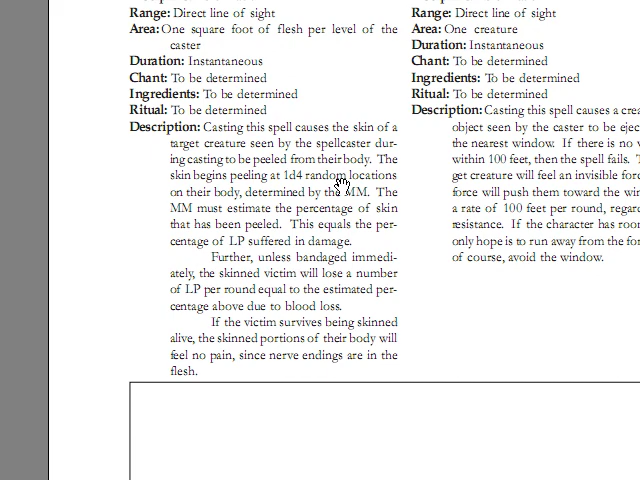 Range: Direct line of sight
Area: One square foot of flesh per level of the
caster
Duration: Instantaneous
Chant: To be determined
Ingredients: To be determined
Ritual: To be determined
Description: Casting this spell causes the skin of a
target creature seen by the spellcaster dur-
ing casting to be peeled from their body. The
skin begins peeling at 1d4 random locations
on their body, determined by the MM. The
MM must estimate the percentage of skin
that has been peeled. This equals the per-
centage of LP suffered in damage.
Further, unless bandaged immedi-
ately, the skinned victim will lose a number
of LP per round equal to the estimated per-
centage above due to blood loss.
If the victim survives being skinned
alive, the skinned portions of their body will
feel no pain, since nerve endings are in the
flesh.
Range: Direct line of sight
Area: One creature
Duration: Instantaneous
Chant: To be determined
Ingredients: To be determined
Ritual: To be determined
Description: Casting this spell causes a crea
object seen by the caster to be ejec
the nearest window. If there is no w
within 100 feet, then the spell fails. T
get creature will feel an invisible forc
force will push them toward the win
a rate of 100 feet per round, regard
resistance. If the character has room
only hope is to run away from the fo
of course, avoid the window.